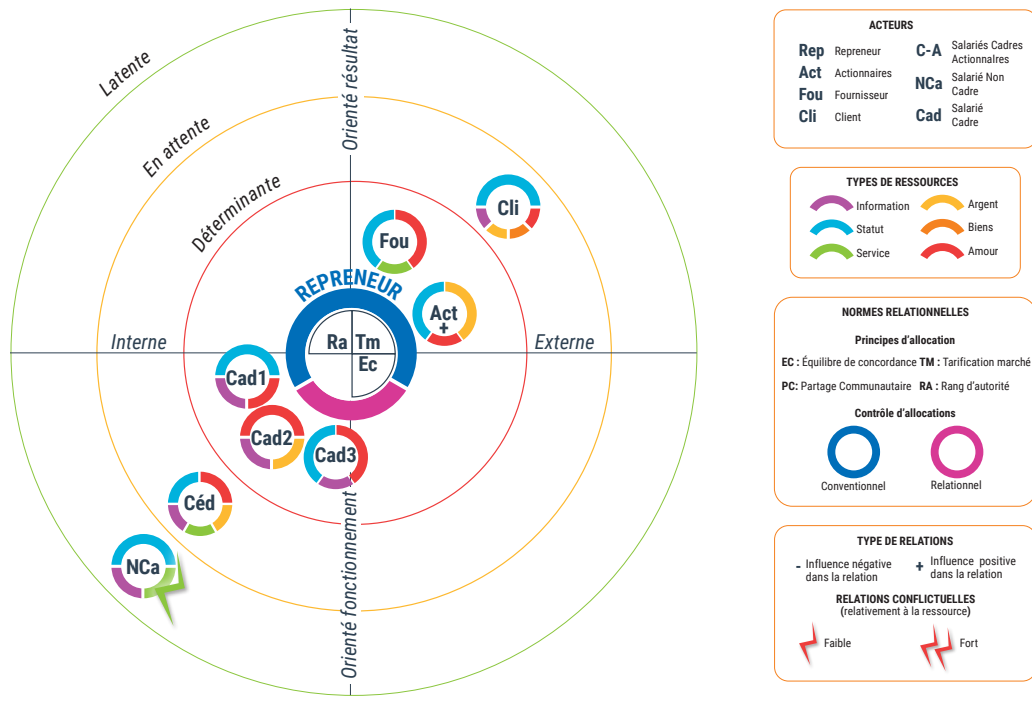 Latente
En attente
Déterminante
Orienté résultat
Interne
Externe
Orienté fonctionnement
REPRENEUR
Ra
Tm
Ec
Cli
Fou
Act
+
Cad1
Cad2
Cad3
Céd
NCa
ACTEURS
Rep Repreneur
Act Actionnaires
Fou Fournisseur
Cli Client
C-A Salariés Cadres
Actionnalres
NCa Salarié Non
Cadre
Cad Salarié
Cadre
TYPES DE RESSOURCES
Information
Argent
Statut
Biens
Service
Amour
NORMES RELATIONNELLES
Principes d'allocation
EC : Équilibre de concordance TM : Tarification marché
PC: Partage Communautaire RA : Rang d'autorité
Contrôle d'allocations
Conventionnel
Relationnel
TYPE DE RELATIONS
- Influence négative
dans la relation
+ Influence positive
dans la relation
RELATIONS CONFLICTUELLES
(relativement à la ressource)
Faible
Fort